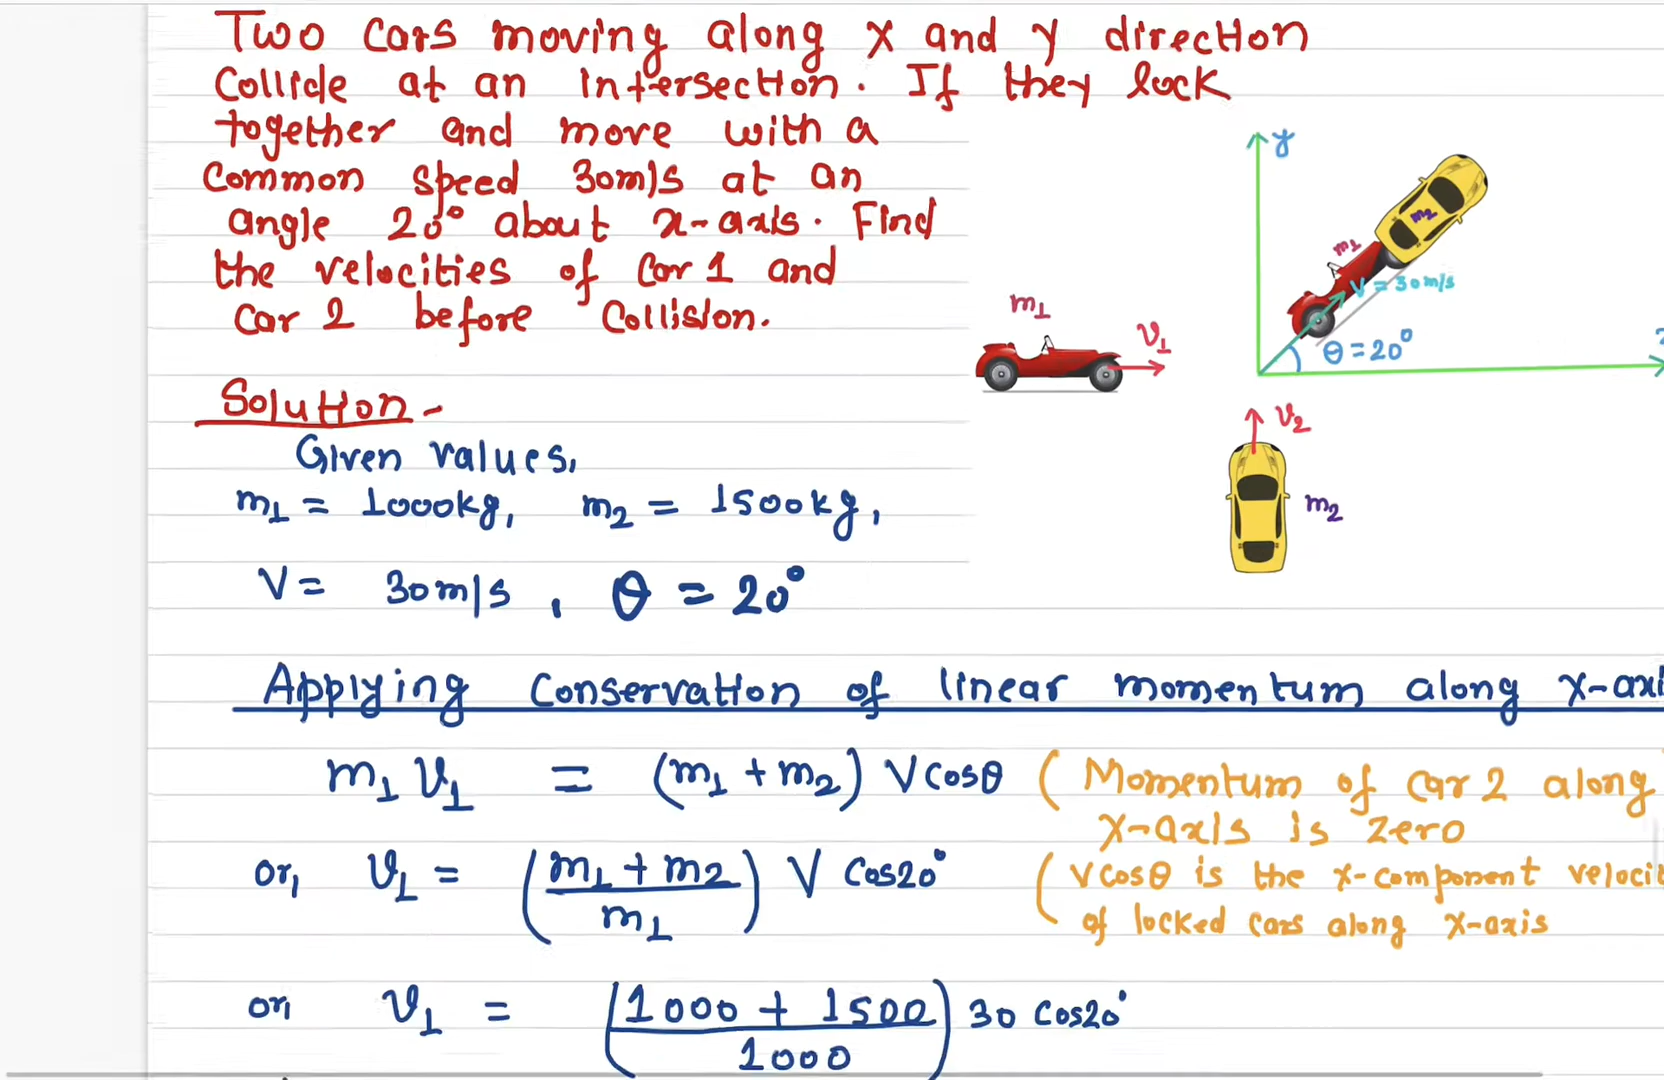 Two cars moving along x and y direction
collide at an intersection. If they lock
together and move with a
common speed 30m/s at an
angle 20° about x-axis. Find
the velocities of Car 1 and
Car 2 before Collision.
y
m2
m1
V = 30m/s
θ = 20°
m1
v1
v2
m2
Solution -
Given values,
m1 = 1000kg, m2 = 1500kg,
V = 30m/s , θ = 20°
Applying Conservation of linear momentum along x-axi
m1 v1 = (m1 + m2) V cosθ (Momentum of car 2 along
x-axis is zero
or, v1 = (m1 + m2 / m1) V Cos20° (V cosθ is the x-component velocit
of locked cars along x-axis
or, v1 = (1000 + 1500 / 1000) 30 cos20°